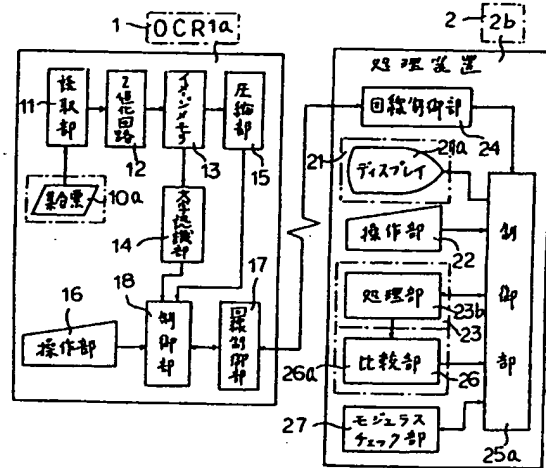 1
OCR
1a
読取部
11
2値化回路
12
イメージメモリ
13
圧縮部
15
集合票
10a
文字認識部
14
16
操作部
18
制御部
17
回線制御部
2
2b
処理装置
回線制御部
24
21
21a
ディスプレイ
操作部
22
処理部
23b
23
比較部
26a
26
27
モジュラス
チェック部
制御部
25a